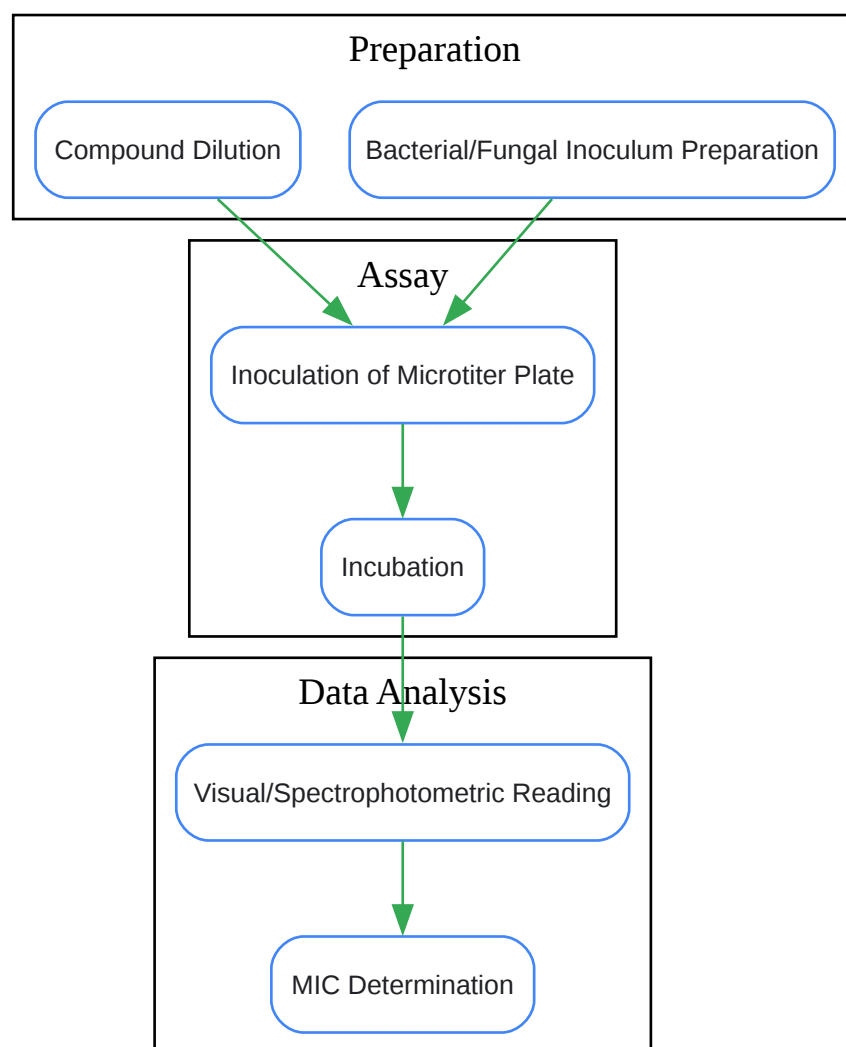 Preparation
Compound Dilution
Bacterial/Fungal Inoculum Preparation
Assay
Inoculation of Microtiter Plate
Incubation
Data Analysis
Visual/Spectrophotometric Reading
MIC Determination